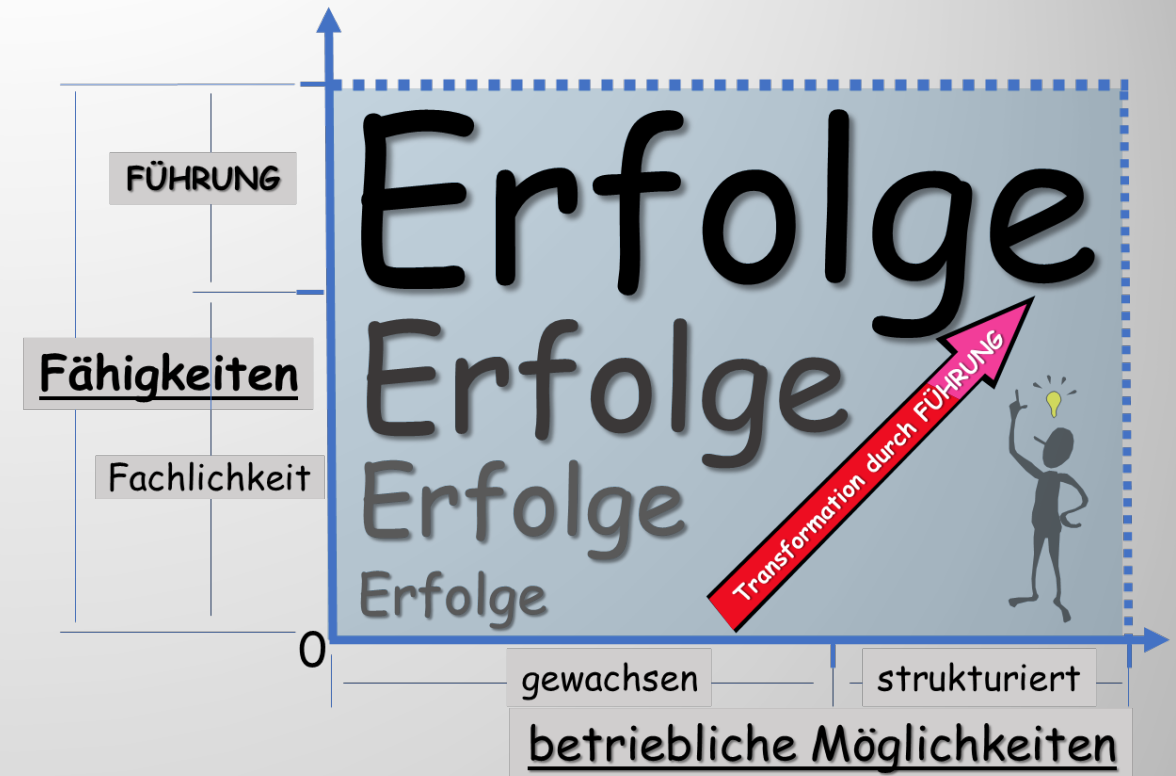 Erfolge
FÜHRUNG
Erfolge
Fähigkeiten
Transformation durch FÜHRUNG
Fachlichkeit
Erfolge
Erfolge
0
gewachsen
strukturiert
betriebliche Möglichkeiten